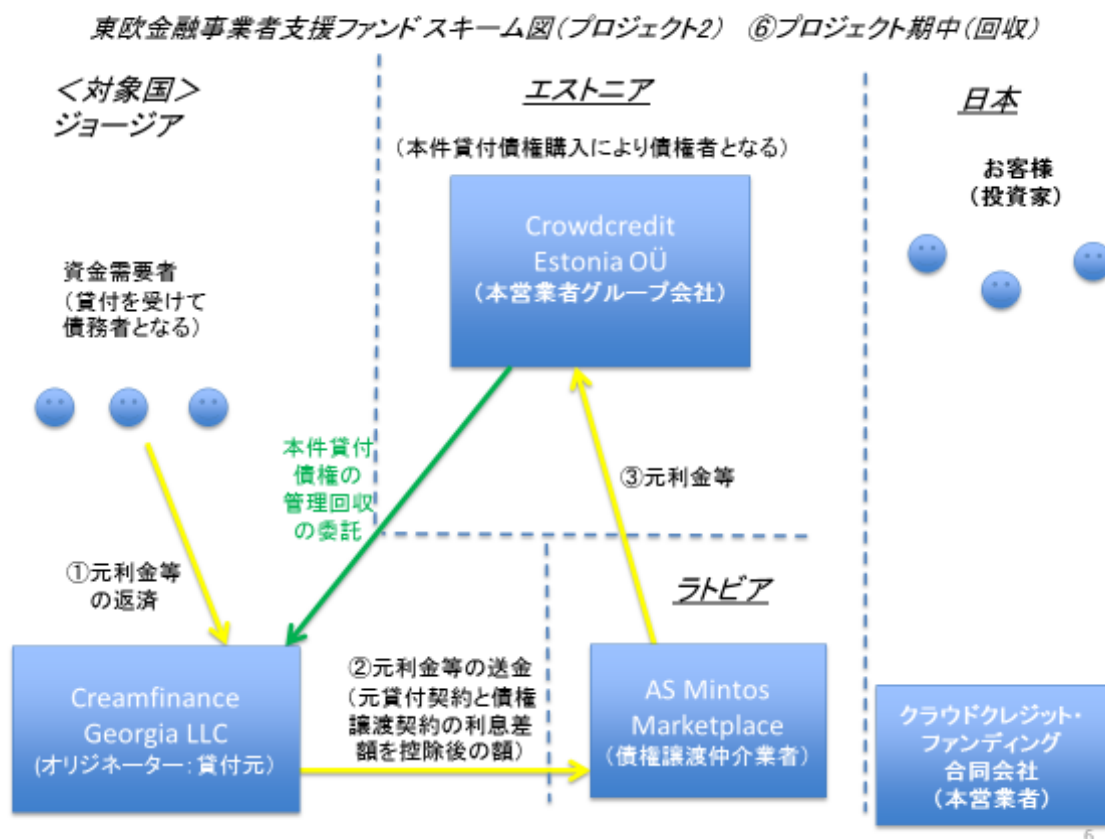 東欧金融事業者支援ファンド スキーム図(プロジェクト2) ⑥プロジェクト期中(回収)
＜対象国＞
ジョージア
エストニア
日本
(本件貸付債権購入により債権者となる)
お客様
(投資家)
Crowdcredit
Estonia OÜ
(本営業者グループ会社)
資金需要者
(貸付を受けて
債務者となる)
本件貸付
債権の
管理回収
の委託
③元利金等
①元利金等
の返済
ラトビア
Creamfinance
Georgia LLC
(オリジネーター：貸付元)
②元利金等の送金
(元貸付契約と債権
譲渡契約の利息差
額を控除後の額)
AS Mintos
Marketplace
(債権譲渡仲介業者)
クラウドクレジット・
ファンディング
合同会社
(本営業者)
6